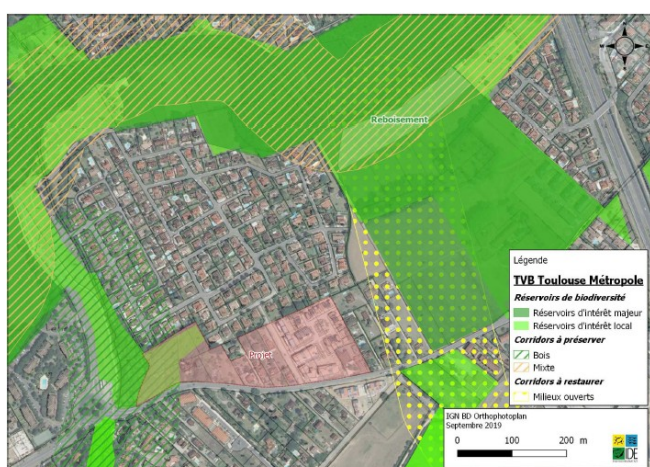 N
E
S
Reboisement
Projet
Légende
TVB Toulouse Métropole
Réservoirs de biodiversité
Réservoirs d'intérêt majeur
Réservoirs d'intérêt local
Corridors à préserver
Bois
Mixte
Corridors à restaurer
Milieux ouverts
IGN BD Orthophotoplan
Septembre 2019
0 100 200 m
IDE